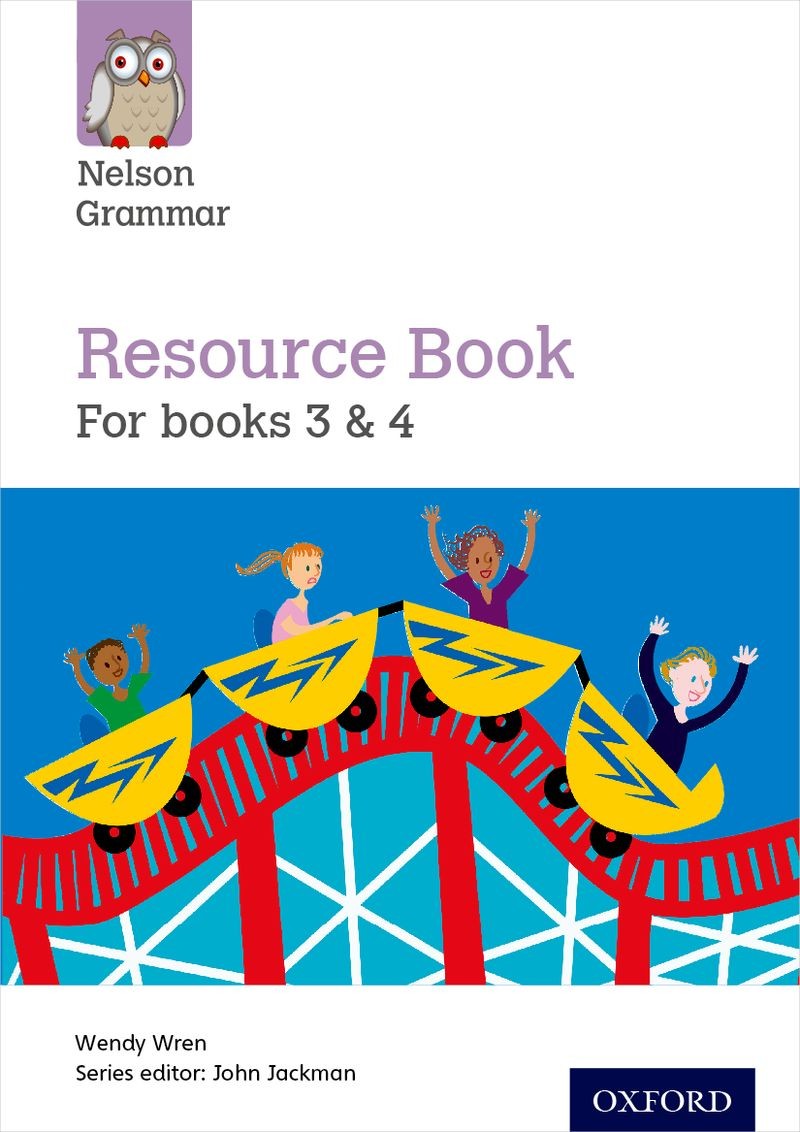 Nelson
Grammar
Resource Book
For books 3 & 4
Wendy Wren
Series editor: John Jackman
OXFORD